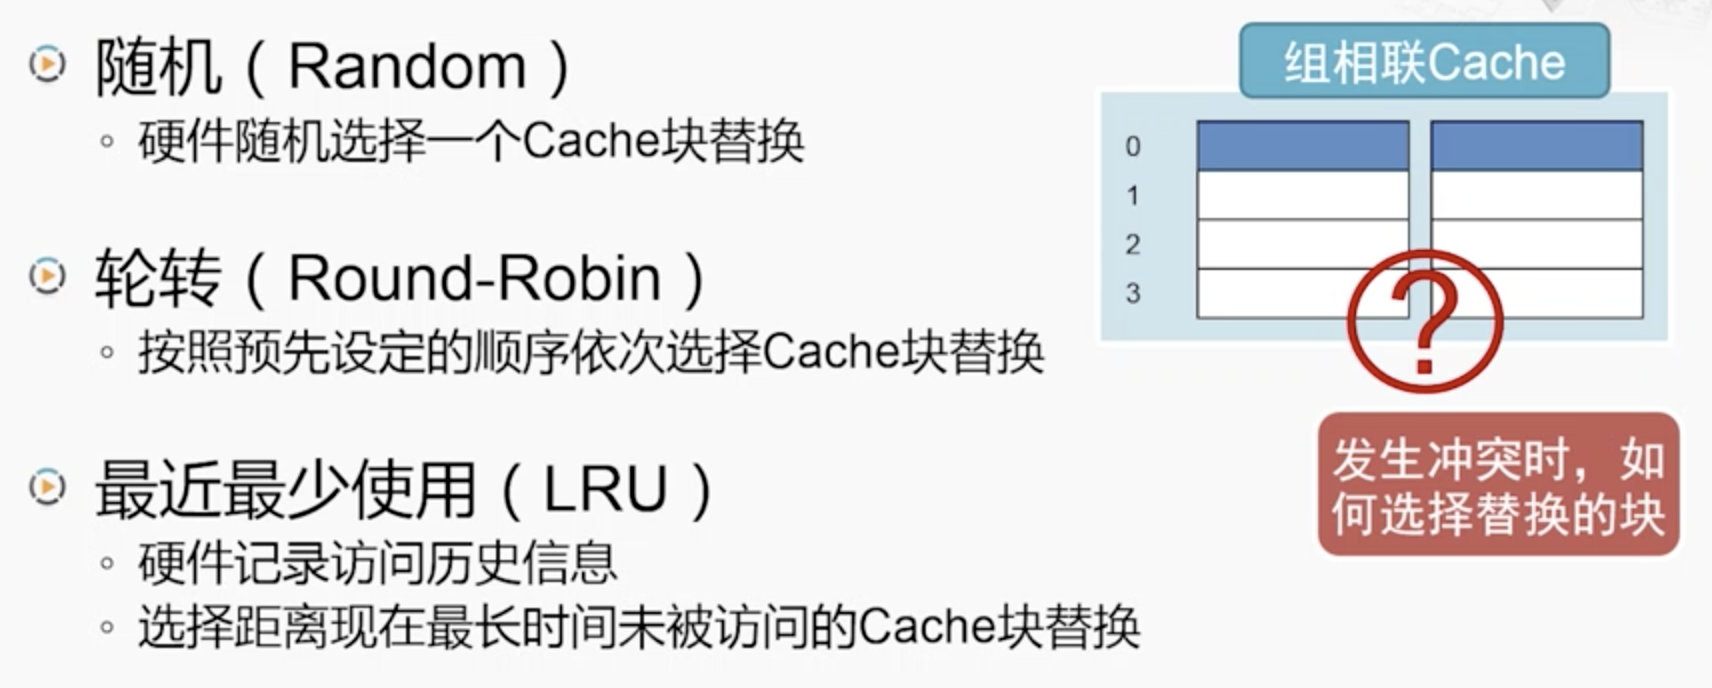 随机（Random）
硬件随机选择一个Cache块替换
轮转（Round-Robin）
按照预先设定的顺序依次选择Cache块替换
最近最少使用（LRU）
硬件记录访问历史信息
选择距离现在最长时间未被访问的Cache块替换
组相联Cache
0
1
2
3
?
发生冲突时，如
何选择替换的块